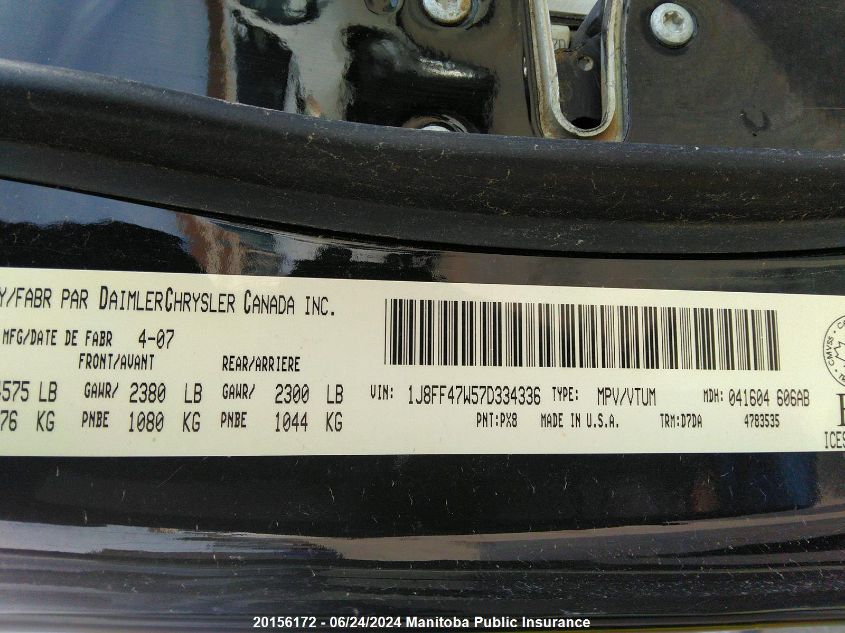 Y/FABR PAR DAIMLERCHRYSLER CANADA INC.
MFG/DATE DE FABR 4-07
FRONT/AVANT REAR/ARRIERE
4575 LB GAWR/ 2380 LB GAWR/ 2300 LB
76 KG PNBE 1080 KG PNBE 1044 KG
VIN: 1J8FF47W57D334336 TYPE: MPV/VTUM MDH: 041604 606AB
PNT:PX8 MADE IN U.S.A. TRM:D7DA 4783535
CMVSS
ICES
20156172 - 06/24/2024 Manitoba Public Insurance